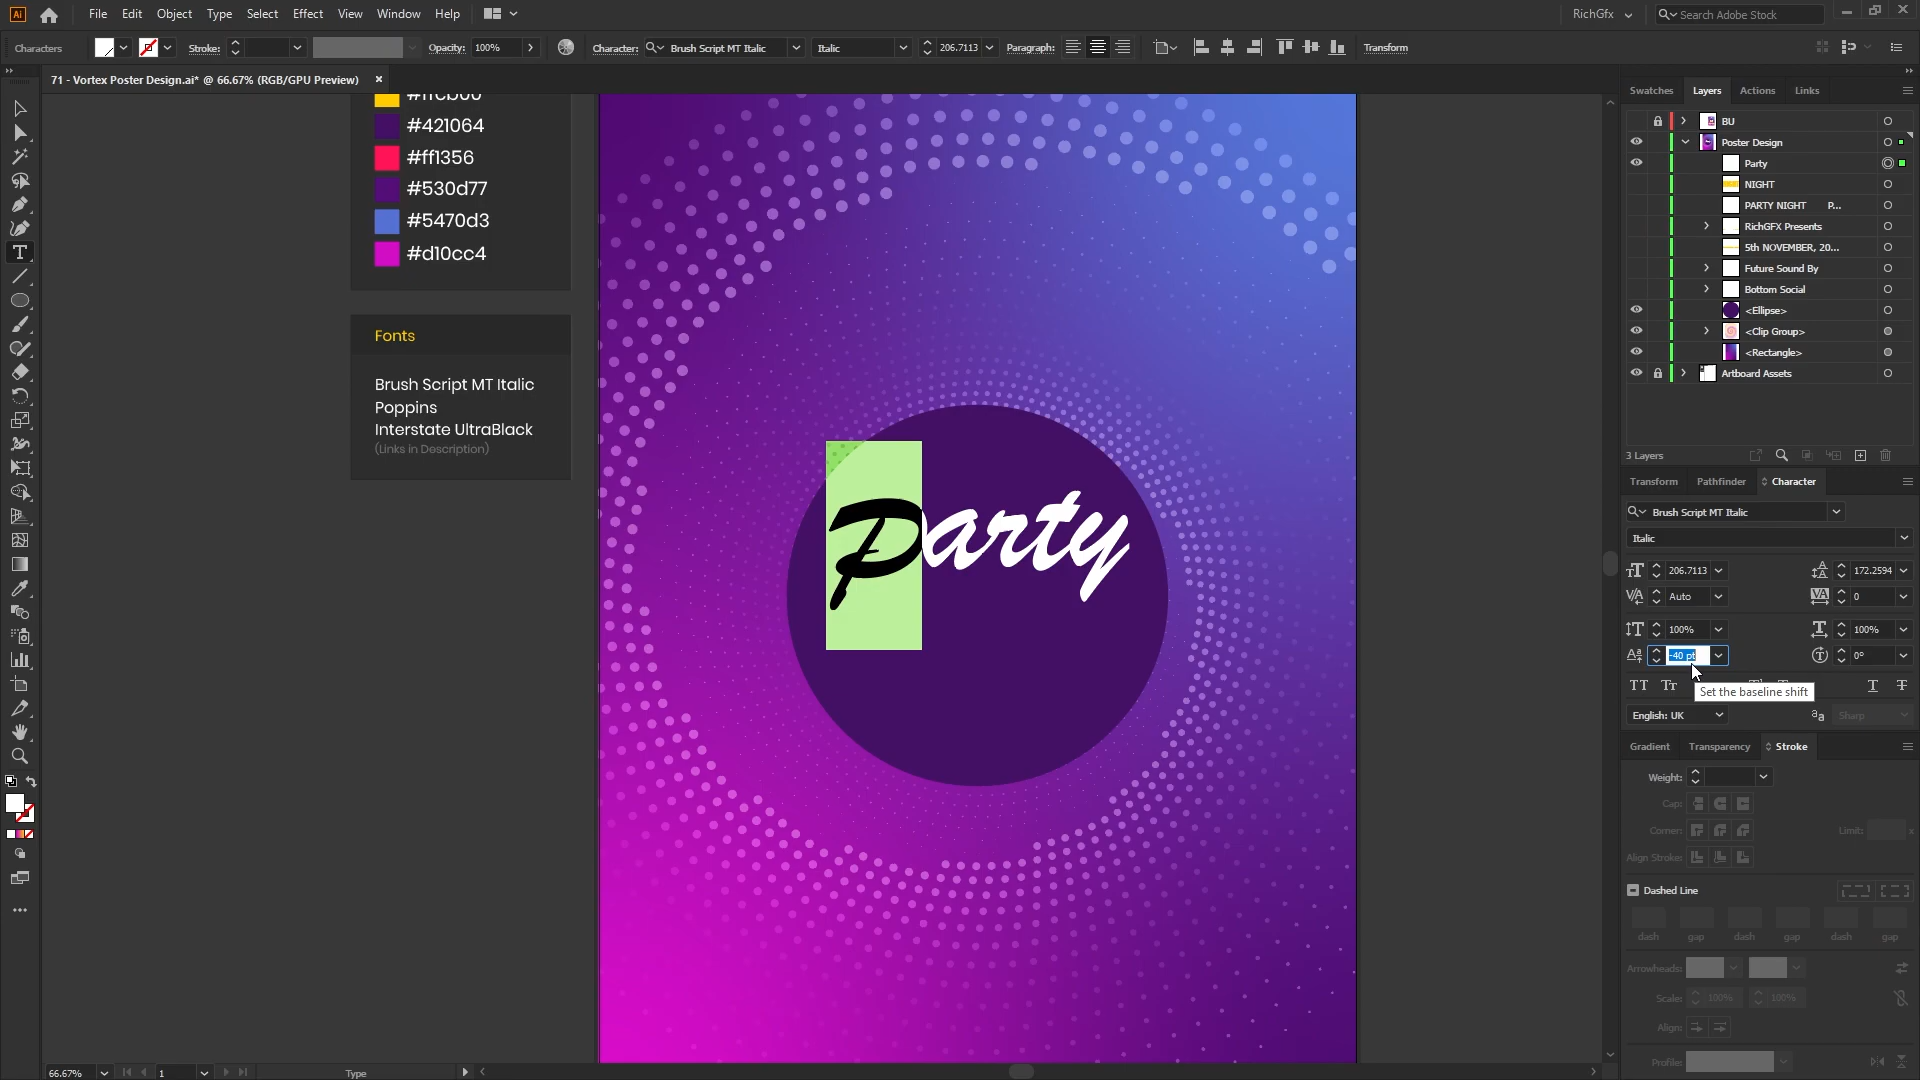 Ai
File Edit Object Type Select Effect View Window Help
RichGfx
Search Adobe Stock
Characters
Stroke:
Opacity: 100%
Character: Brush Script MT Italic
Italic
206.7113
Paragraph:
Transform
71 - Vortex Poster Design.ai* @ 66.67% (RGB/GPU Preview)
#ffcb00
#421064
#ff1356
#530d77
#5470d3
#d10cc4
Fonts
Brush Script MT Italic
Poppins
Interstate UltraBlack
(Links in Description)
Party
Swatches Layers Actions Links
BU
Poster Design
Party
NIGHT
PARTY NIGHT P...
RichGFX Presents
5th NOVEMBER, 20...
Future Sound By
Bottom Social
<Ellipse>
<Clip Group>
<Rectangle>
Artboard Assets
3 Layers
Transform Pathfinder Character
Brush Script MT Italic
Italic
206.7113 172.2594
Auto 0
100% 100%
-40 pt 0°
Set the baseline shift
English: UK
Sharp
Gradient Transparency Stroke
Weight:
Cap:
Corner:
Limit: x
Align Stroke:
Dashed Line
dash gap dash gap dash gap
Arrowheads:
Scale: 100% 100%
Align:
Profile:
66.67%
1
Type